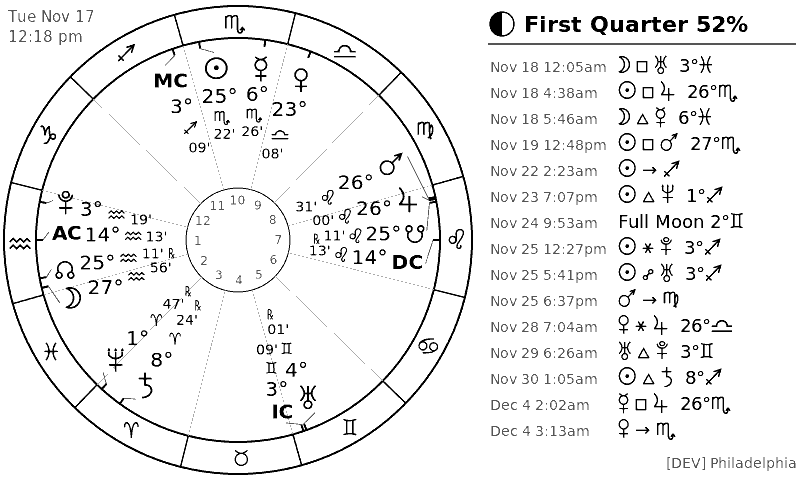 Tue Nov 17
12:18 pm
First Quarter 52%
Nov 18 12:05am ☽ □ ♅ 3°♓
Nov 18 4:38am ☉ □ ♃ 26°♏
Nov 18 5:46am ☽ △ ☿ 6°♓
Nov 19 12:48pm ☉ □ ♂ 27°♏
Nov 22 2:23am ☉ → ♐
Nov 23 7:07pm ☉ △ ♆ 1°♐
Nov 24 9:53am Full Moon 2°♊
Nov 25 12:27pm ☉ ⚹ ⯓ 3°♐
Nov 25 5:41pm ☉ ☍ ♅ 3°♐
Nov 25 6:37pm ♂ → ♍
Nov 28 7:04am ♀ ⚹ ♃ 26°♎
Nov 29 6:26am ♅ △ ⯓ 3°♊
Nov 30 1:05am ☉ △ ♄ 8°♐
Dec 4 2:02am ☿ □ ♃ 26°♏
Dec 4 3:13am ♀ → ♏
[DEV] Philadelphia
♏
♐
♎
♑
♍
♒
♌
♓
♋
♈
♊
♉
MC 3° ♐ 09'
☉ 25° ♏ 22'
☿ 6° ♏ 26'
♀ 23° ♎ 08'
♂ 26° ♌ 31'
♃ 26° ♌ 00'
☋ 25° ♌ 11' ℞
DC 14° ♌ 13'
⯓ 3° ♒ 19'
AC 14° ♒ 13'
☊ 25° ♒ 11' ℞
☽ 27° ♒ 56'
♆ 1° ♈ 47' ℞
♄ 8° ♈ 24' ℞
IC 3° ♊ 09'
♅ 4° ♊ 01' ℞
1
2
3
4
5
6
7
8
9
10
11
12